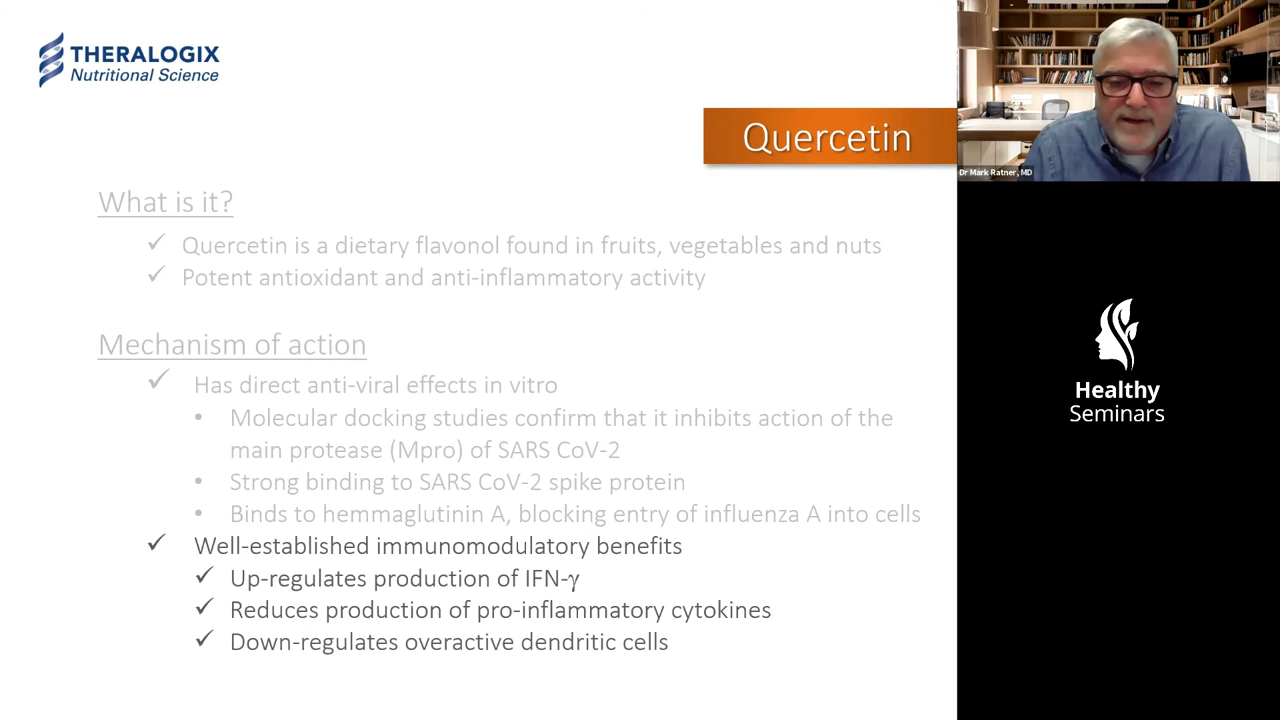 THERALOGIX
Nutritional Science
Quercetin
Dr Mark Ratner, MD
What is it?
✓ Quercetin is a dietary flavonol found in fruits, vegetables and nuts
✓ Potent antioxidant and anti-inflammatory activity
Mechanism of action
✓ Has direct anti-viral effects in vitro
• Molecular docking studies confirm that it inhibits action of the
main protease (Mpro) of SARS CoV-2
• Strong binding to SARS CoV-2 spike protein
• Binds to hemmaglutinin A, blocking entry of influenza A into cells
✓ Well-established immunomodulatory benefits
✓ Up-regulates production of IFN-γ
✓ Reduces production of pro-inflammatory cytokines
✓ Down-regulates overactive dendritic cells
Healthy
Seminars